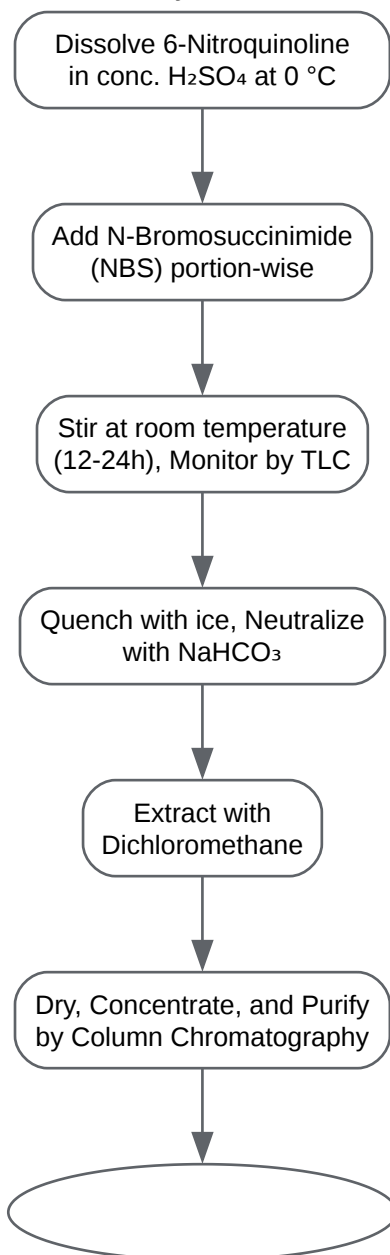 Dissolve 6-Nitroquinoline
in conc. H₂SO₄ at 0 °C
Add N-Bromosuccinimide
(NBS) portion-wise
Stir at room temperature
(12-24h), Monitor by TLC
Quench with ice, Neutralize
with NaHCO₃
Extract with
Dichloromethane
Dry, Concentrate, and Purify
by Column Chromatography